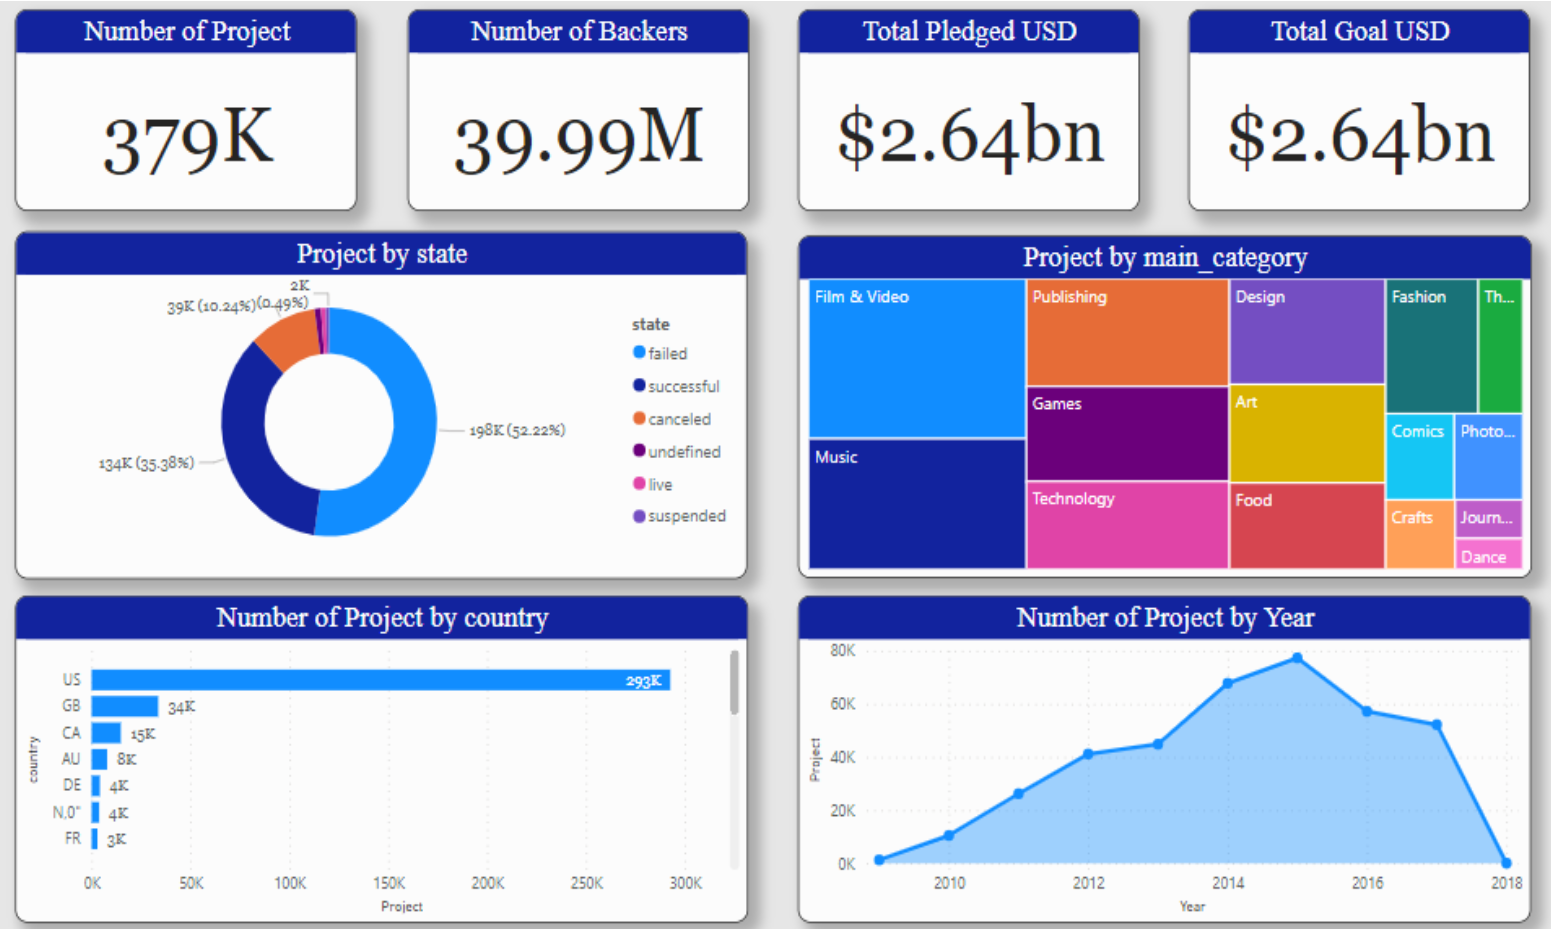 Number of Project
379K
Number of Backers
39.99M
Total Pledged USD
$2.64bn
Total Goal USD
$2.64bn
Project by state
2K
(0.49%)
39K (10.24%)
198K (52.22%)
134K (35.38%)
state
failed
successful
canceled
undefined
live
suspended
Project by main_category
Film & Video
Music
Publishing
Games
Technology
Design
Art
Food
Fashion
Th...
Comics
Photo...
Crafts
Journ...
Dance
Number of Project by country
country
US
293K
GB
34K
CA
15K
AU
8K
DE
4K
N,0"
4K
FR
3K
0K
50K
100K
150K
200K
250K
300K
Project
Number of Project by Year
Project
80K
60K
40K
20K
0K
2010
2012
2014
2016
2018
Year